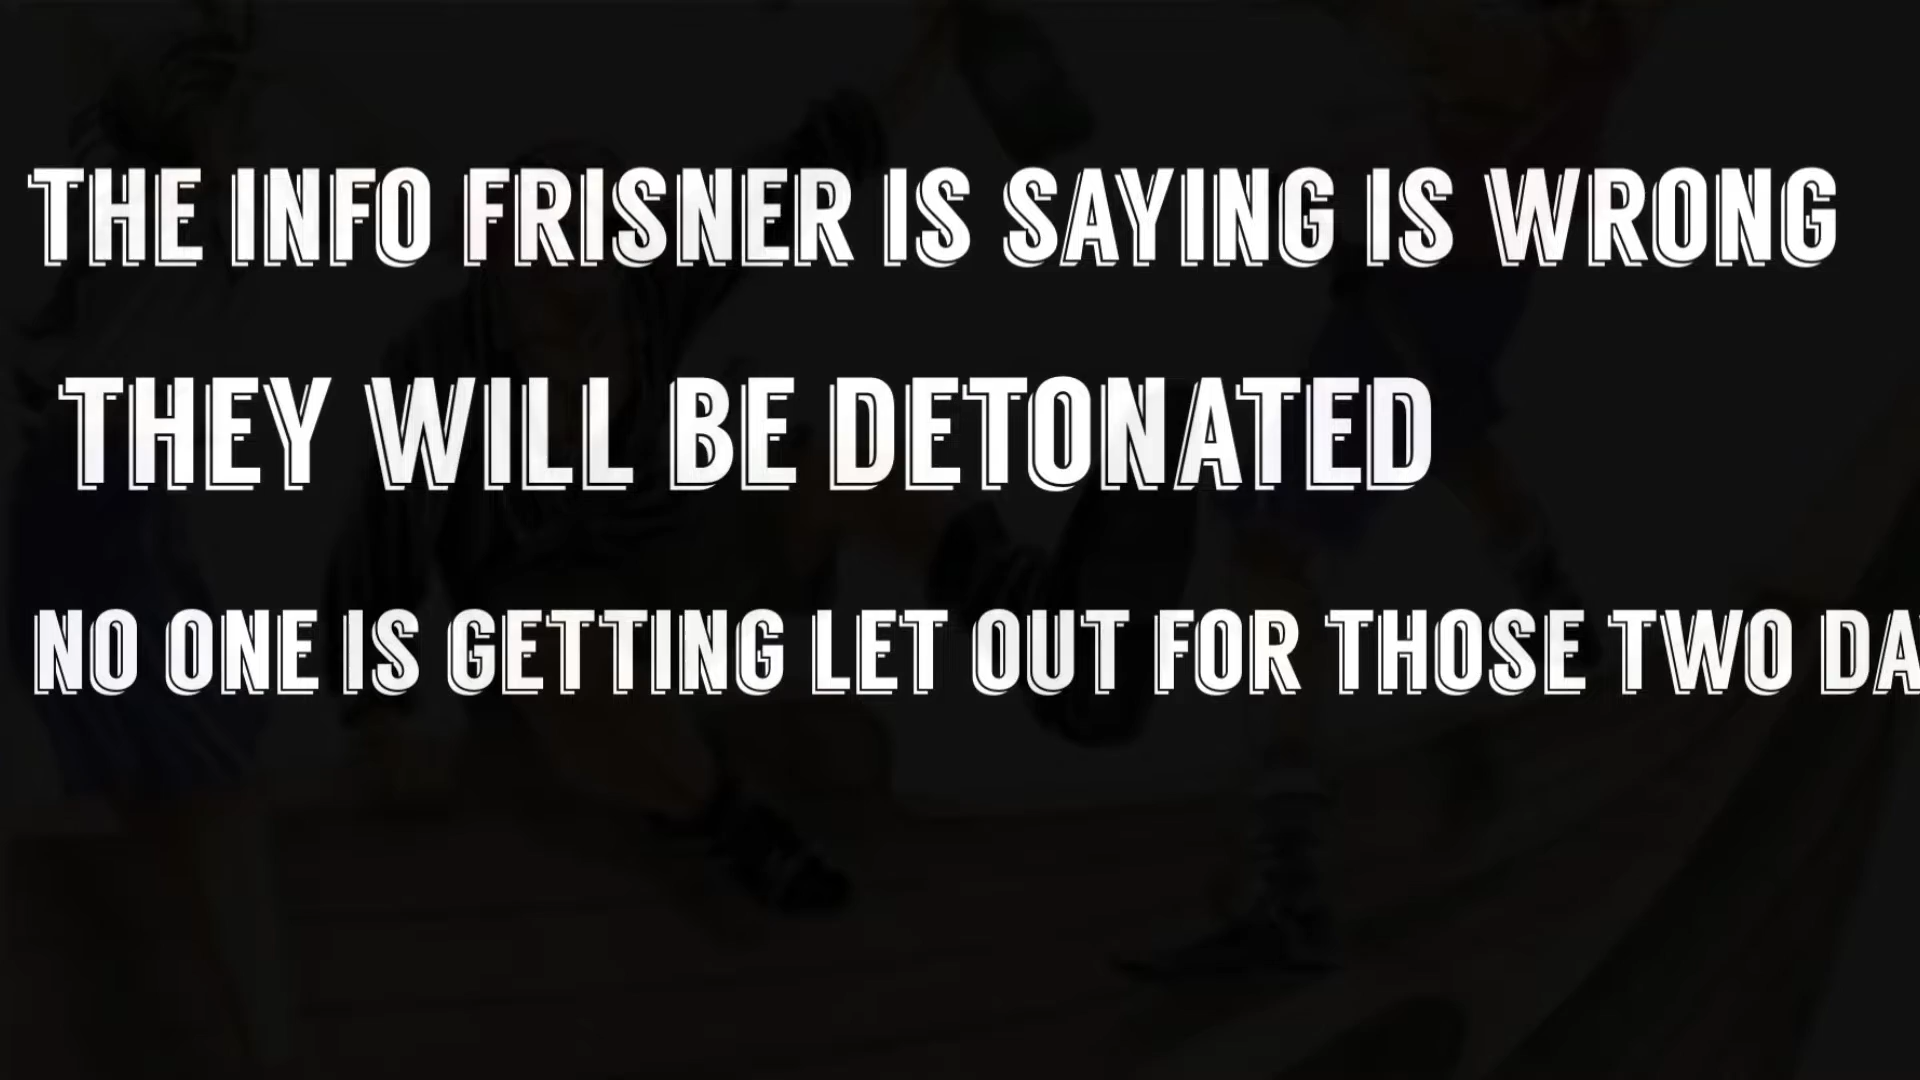 THE INFO FRISNER IS SAYING IS WRONG
THEY WILL BE DETONATED
NO ONE IS GETTING LET OUT FOR THOSE TWO DA